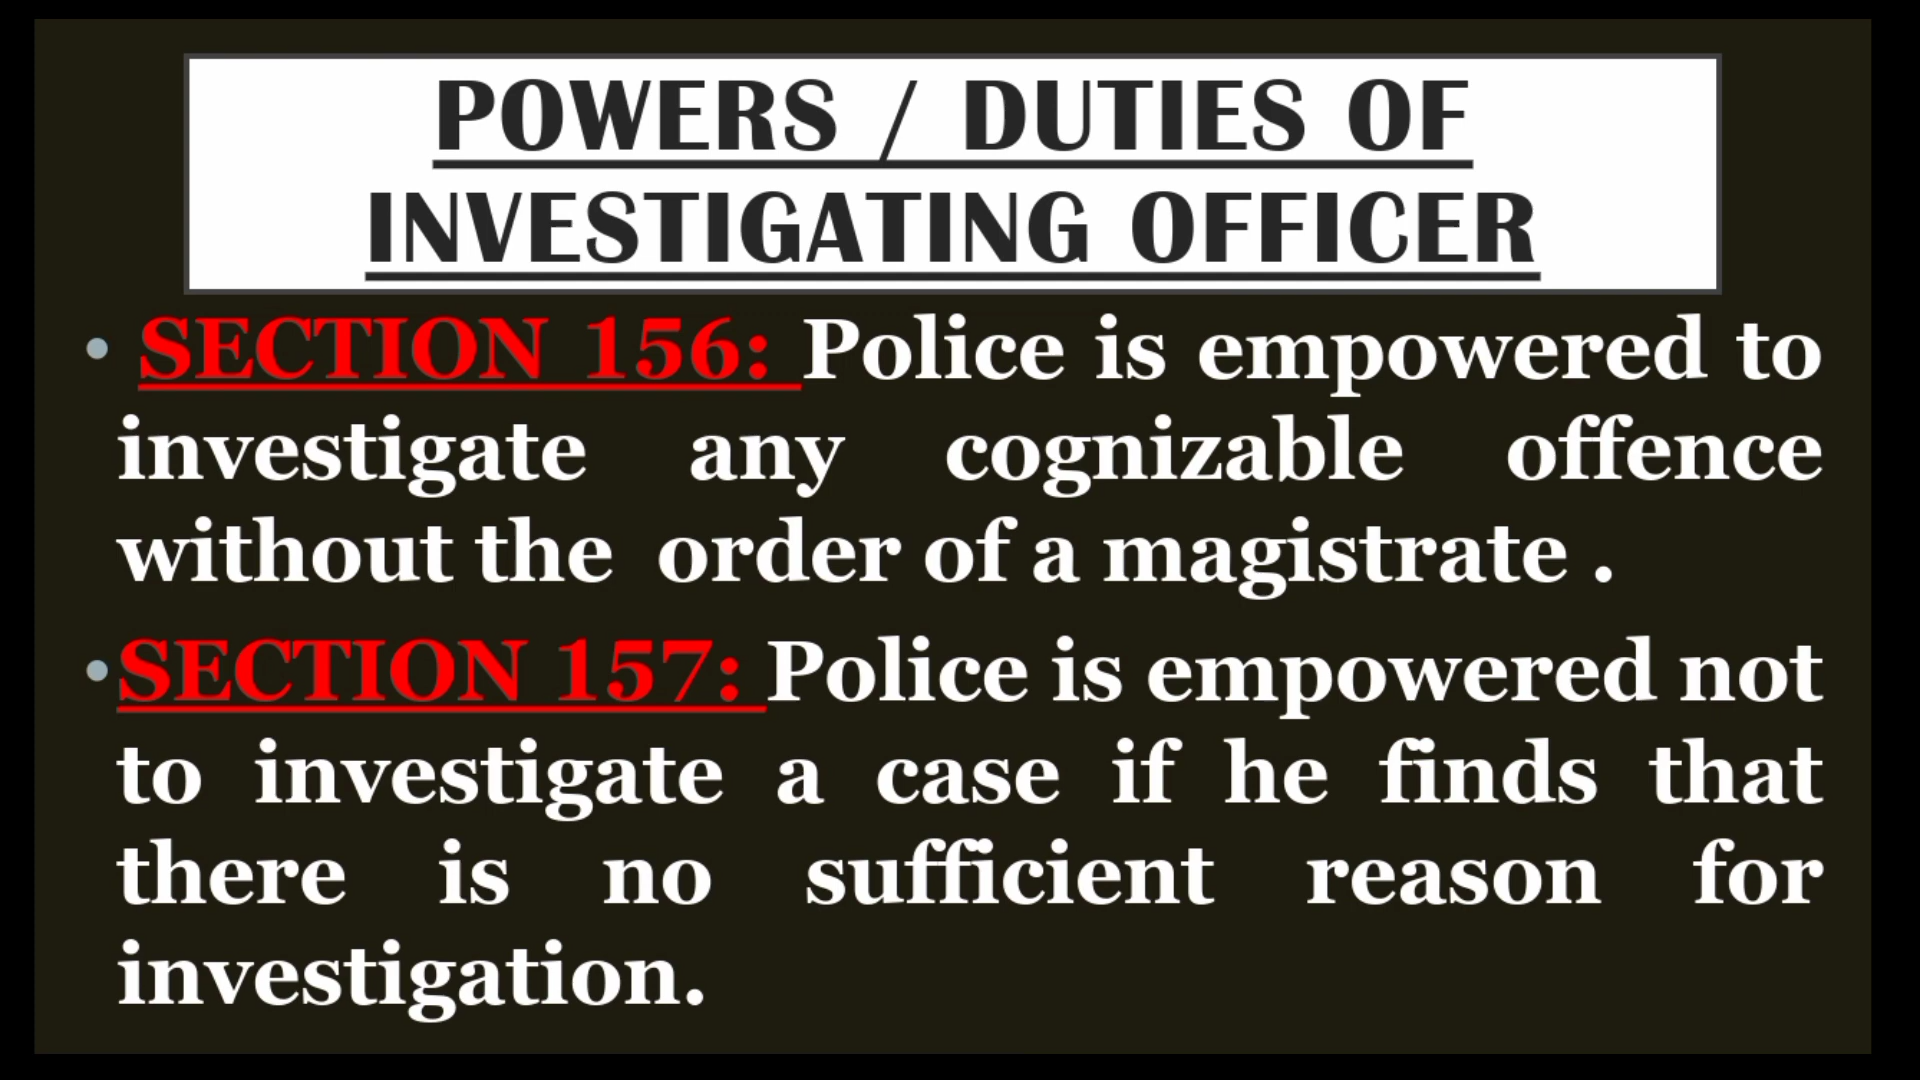 POWERS / DUTIES OF
INVESTIGATING OFFICER
• SECTION 156: Police is empowered to
investigate any cognizable offence
without the order of a magistrate .
•SECTION 157: Police is empowered not
to investigate a case if he finds that
there is no sufficient reason for
investigation.